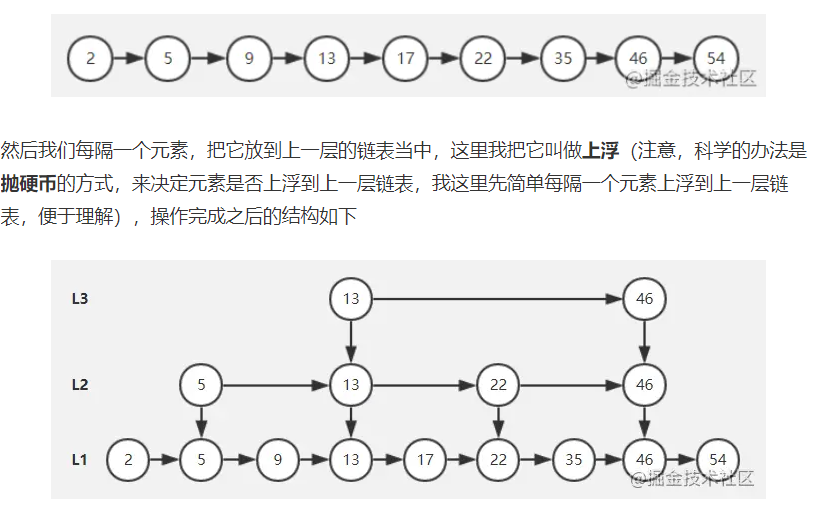 2 5 9 13 17 22 35 46 54
@掘金技术社区
然后我们每隔一个元素，把它放到上一层的链表当中，这里我把它叫做上浮（注意，科学的办法是
抛硬币的方式，来决定元素是否上浮到上一层链表，我这里先简单每隔一个元素上浮到上一层链
表，便于理解），操作完成之后的结构如下
L3 13 46
L2 5 13 22 46
L1 2 5 9 13 17 22 35 46 54
@掘金技术社区